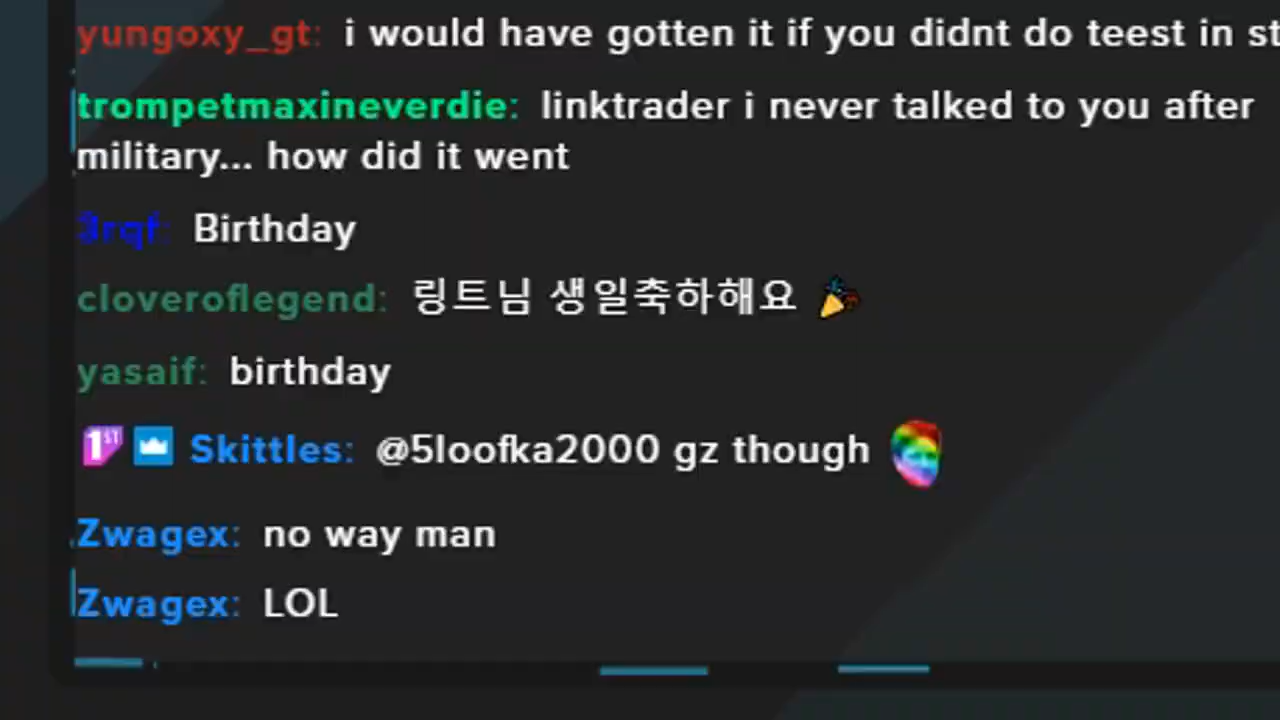 yungoxy_gt: i would have gotten it if you didnt do teest in st
trompetmaxineverdie: linktrader i never talked to you after
military... how did it went
3rqf: Birthday
cloveroflegend: 링트님 생일축하해요
yasaif: birthday
1ST Skittles: @5loofka2000 gz though
Zwagex: no way man
Zwagex: LOL